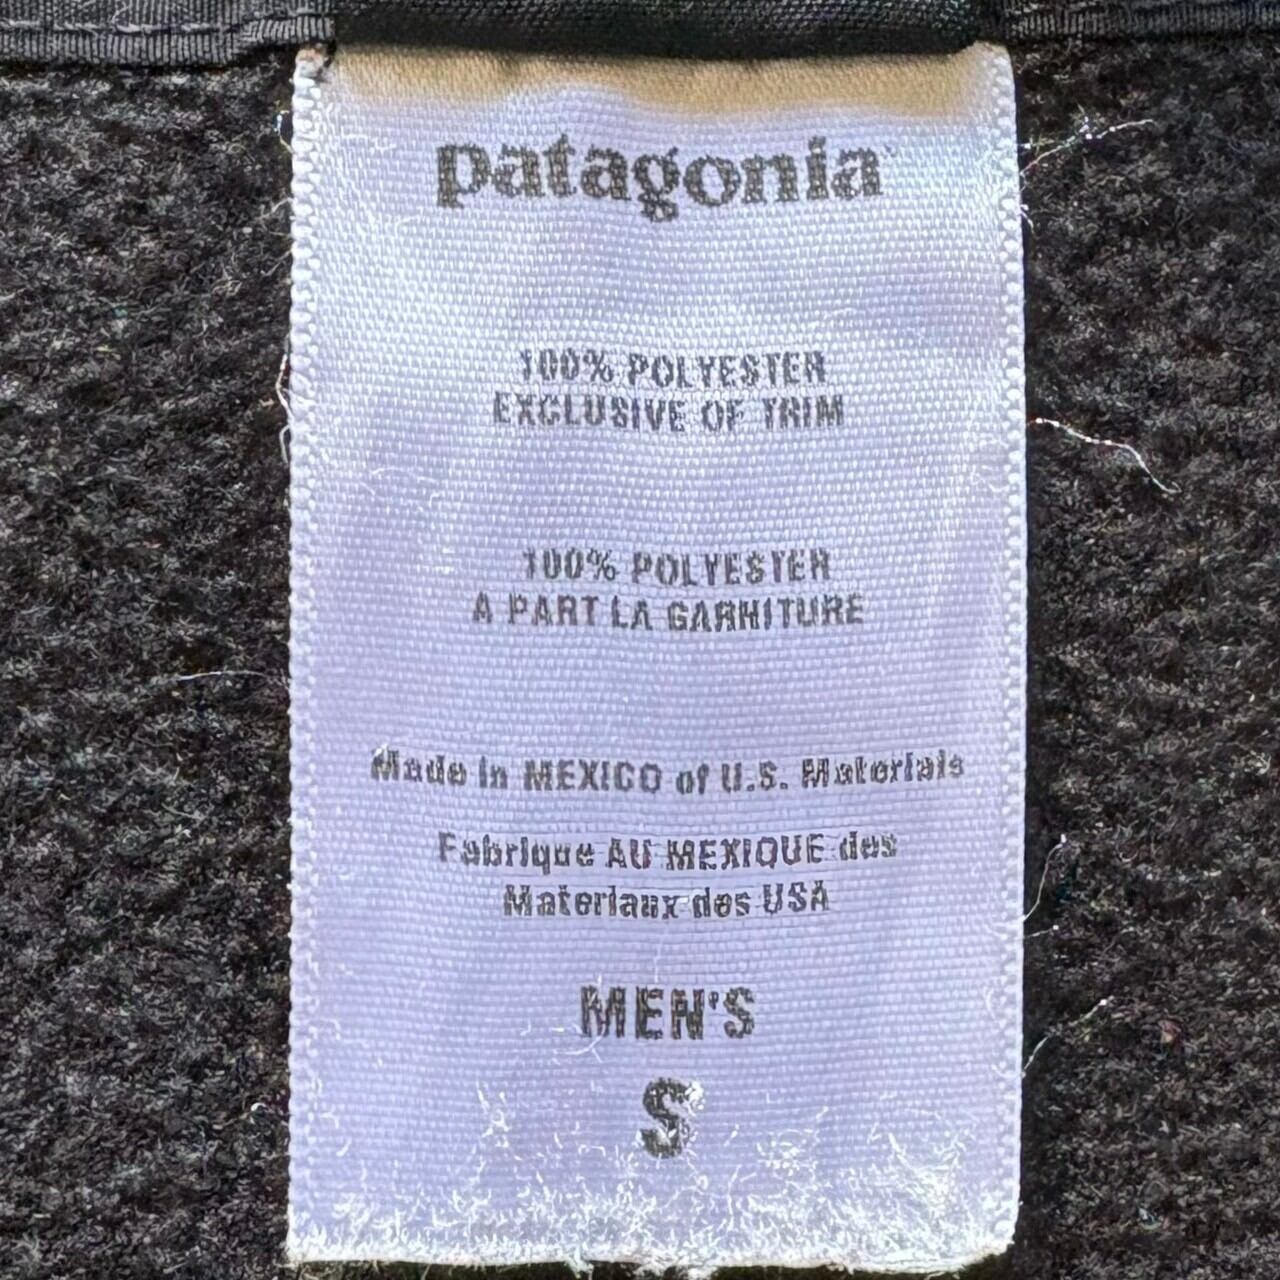 patagonia
100% POLYESTER
EXCLUSIVE OF TRIM
100% POLYESTER
A PART LA GARNITURE
Made in MEXICO of U.S. Materials
Fabrique AU MEXIQUE des
Materiaux des USA
MEN'S
S